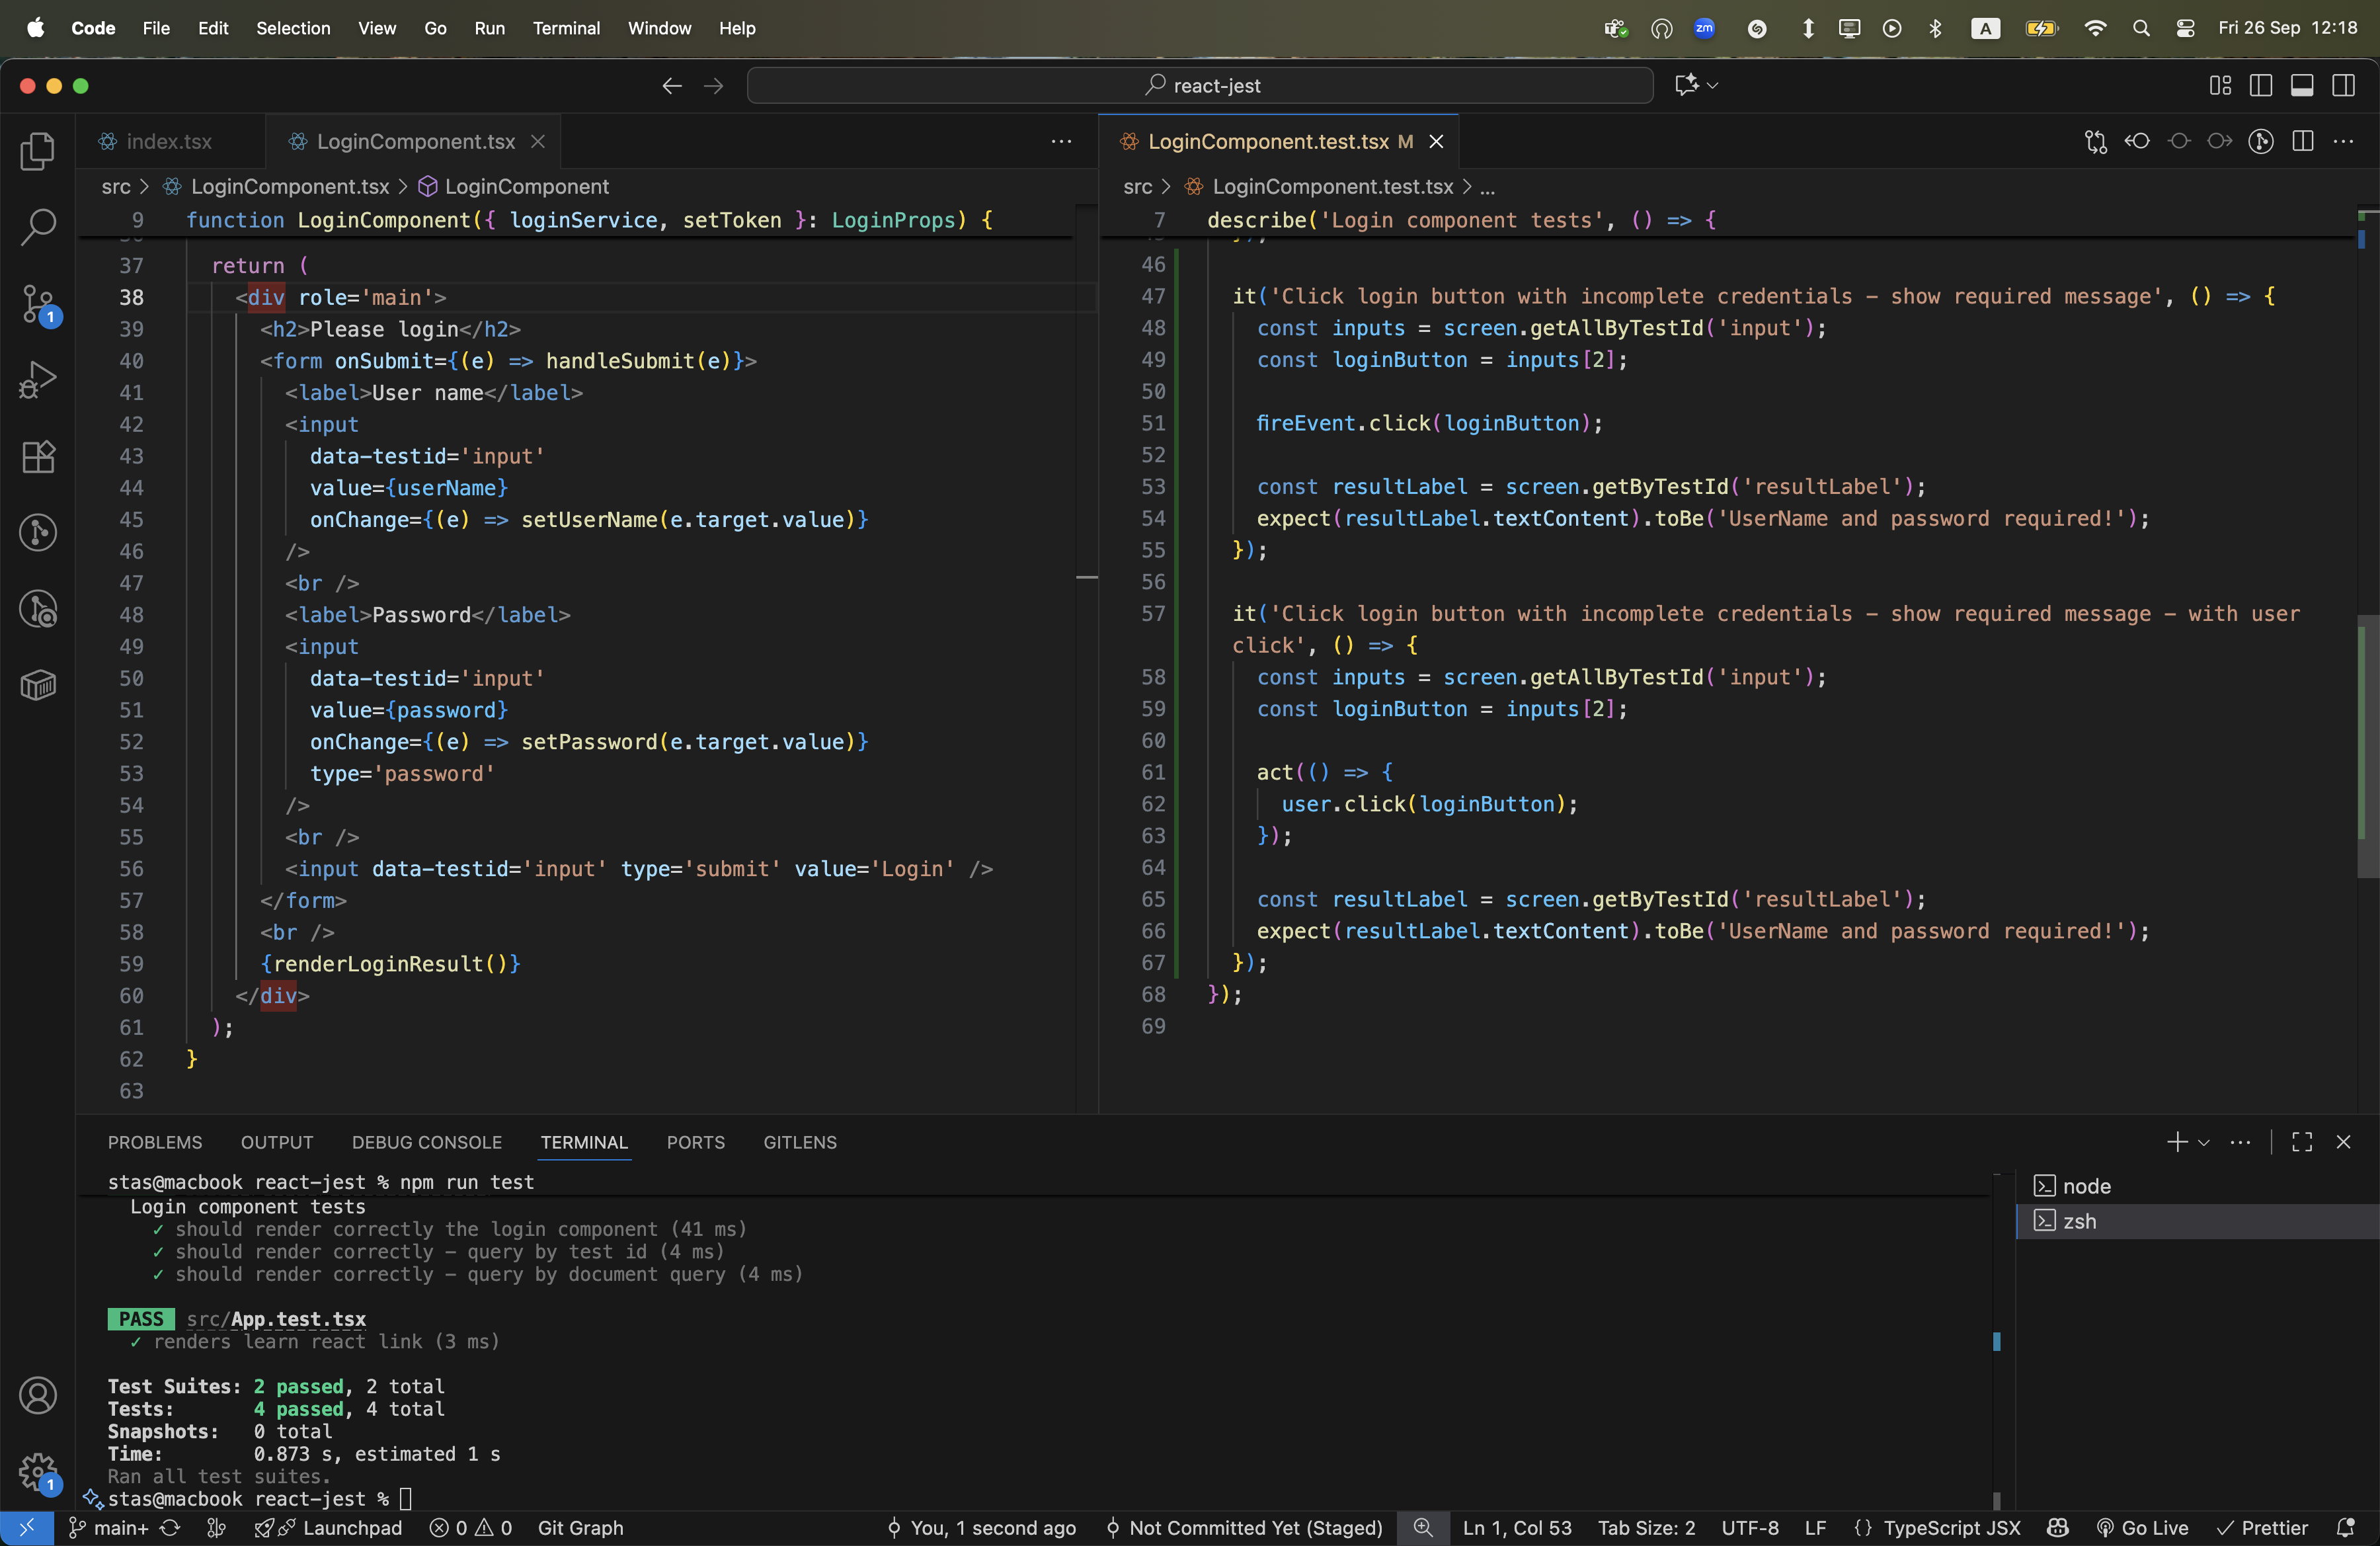 Code File Edit Selection View Go Run Terminal Window Help zm A Fri 26 Sep 12:18
react-jest
index.tsx LoginComponent.tsx
LoginComponent.test.tsx M
src > LoginComponent.tsx > LoginComponent
9 function LoginComponent({ loginService, setToken }: LoginProps) {
37 return (
38 <div role='main'>
39 <h2>Please login</h2>
40 <form onSubmit={(e) => handleSubmit(e)}>
41 <label>User name</label>
42 <input
43 data-testid='input'
44 value={userName}
45 onChange={(e) => setUserName(e.target.value)}
46 />
47 <br />
48 <label>Password</label>
49 <input
50 data-testid='input'
51 value={password}
52 onChange={(e) => setPassword(e.target.value)}
53 type='password'
54 />
55 <br />
56 <input data-testid='input' type='submit' value='Login' />
57 </form>
58 <br />
59 {renderLoginResult()}
60 </div>
61 );
62 }
63
src > LoginComponent.test.tsx > ...
7 describe('Login component tests', () => {
46
47 it('Click login button with incomplete credentials – show required message', () => {
48 const inputs = screen.getAllByTestId('input');
49 const loginButton = inputs[2];
50
51 fireEvent.click(loginButton);
52
53 const resultLabel = screen.getByTestId('resultLabel');
54 expect(resultLabel.textContent).toBe('UserName and password required!');
55 });
56
57 it('Click login button with incomplete credentials – show required message – with user
click', () => {
58 const inputs = screen.getAllByTestId('input');
59 const loginButton = inputs[2];
60
61 act(() => {
62 user.click(loginButton);
63 });
64
65 const resultLabel = screen.getByTestId('resultLabel');
66 expect(resultLabel.textContent).toBe('UserName and password required!');
67 });
68 });
69
1
1
PROBLEMS OUTPUT DEBUG CONSOLE TERMINAL PORTS GITLENS
stas@macbook react-jest % npm run test
Login component tests
✓ should render correctly the login component (41 ms)
✓ should render correctly – query by test id (4 ms)
✓ should render correctly – query by document query (4 ms)
PASS src/App.test.tsx
✓ renders learn react link (3 ms)
Test Suites: 2 passed, 2 total
Tests: 4 passed, 4 total
Snapshots: 0 total
Time: 0.873 s, estimated 1 s
Ran all test suites.
stas@macbook react-jest %
node
zsh
main+ Launchpad 0 0 Git Graph You, 1 second ago Not Committed Yet (Staged) Ln 1, Col 53 Tab Size: 2 UTF-8 LF {} TypeScript JSX Go Live Prettier